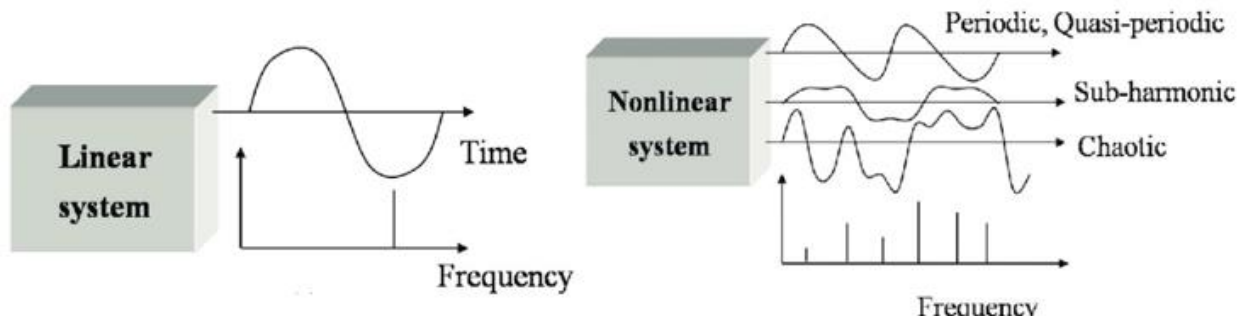 Linear
system
Time
Frequency
Nonlinear
system
Periodic, Quasi-periodic
Sub-harmonic
Chaotic
Frequency